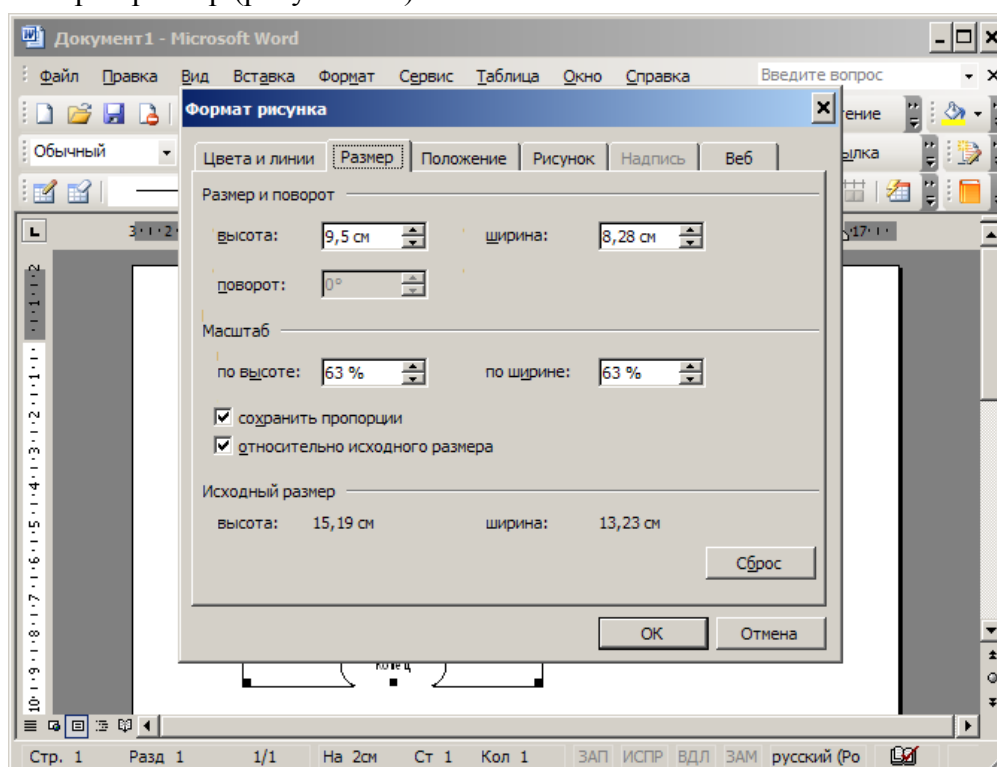 Документ1 - Microsoft Word
Файл Правка Вид Вставка Формат Сервис Таблица Окно Справка Введите вопрос
Формат рисунка
Обычный
Цвета и линии Размер Положение Рисунок Надпись Веб
Размер и поворот
высота: 9,5 см ширина: 8,28 см
поворот: 0°
Масштаб
по высоте: 63 % по ширине: 63 %
сохранить пропорции
относительно исходного размера
Исходный размер
высота: 15,19 см ширина: 13,23 см
Сброс
ОК Отмена
Конец
Стр. 1 Разд 1 1/1 На 2см Ст 1 Кол 1 ЗАП ИСПР ВДЛ ЗАМ русский (Ро